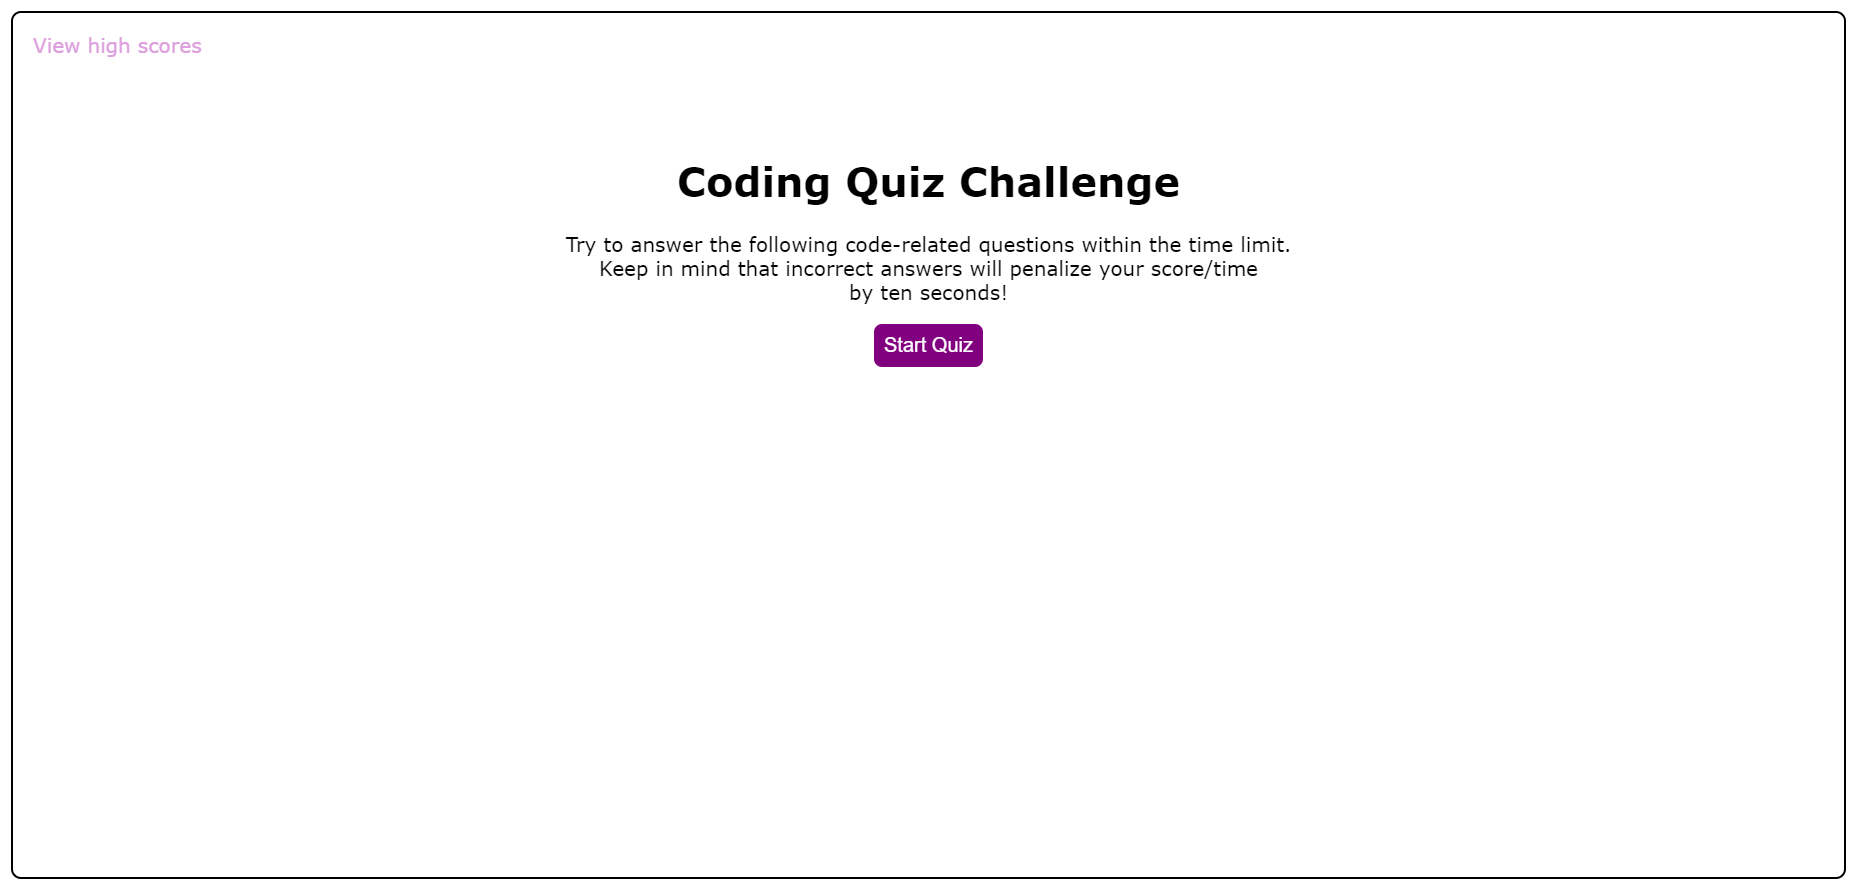 View high scores
Coding Quiz Challenge
Try to answer the following code-related questions within the time limit.
Keep in mind that incorrect answers will penalize your score/time
by ten seconds!
Start Quiz